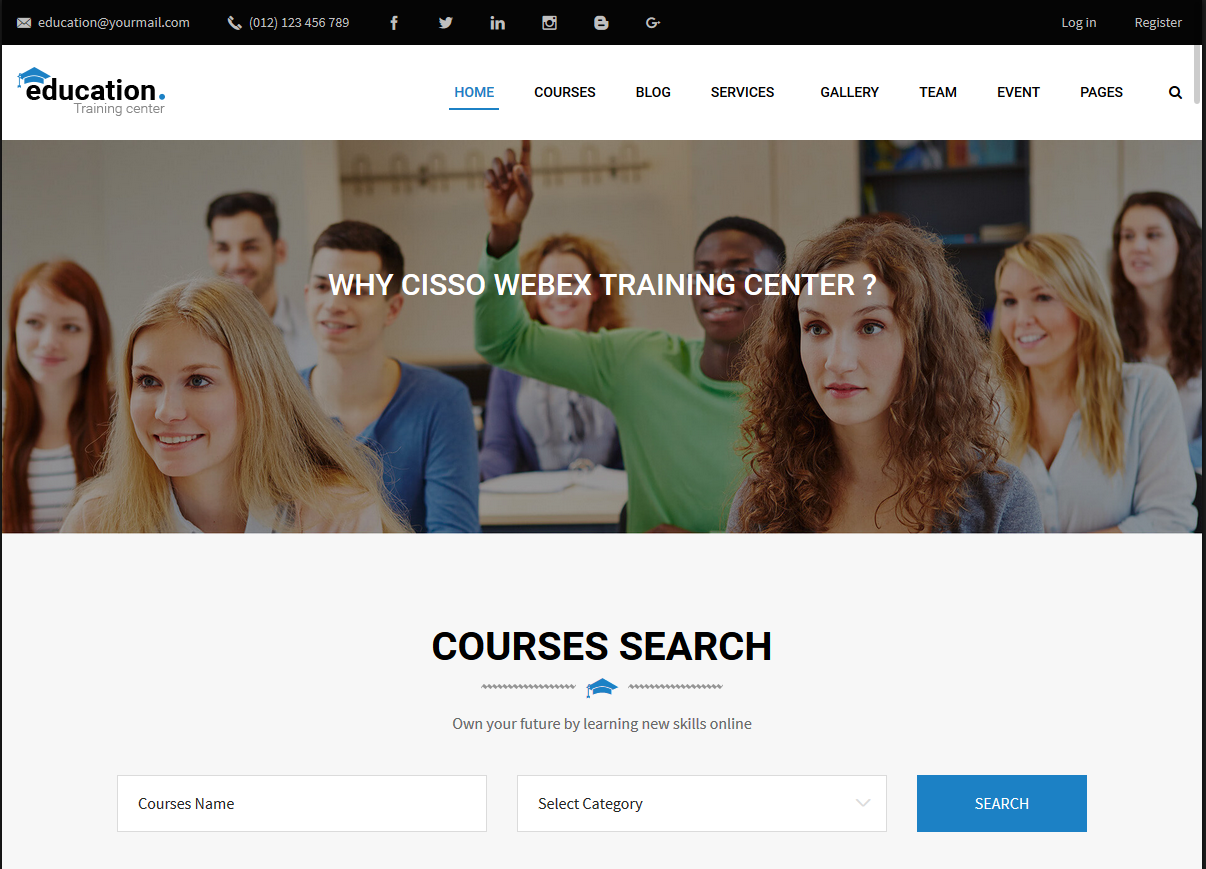 education@yourmail.com (012) 123 456 789 Log in Register
education.
Training center
HOME COURSES BLOG SERVICES GALLERY TEAM EVENT PAGES
WHY CISSO WEBEX TRAINING CENTER ?
COURSES SEARCH
Own your future by learning new skills online
Courses Name Select Category SEARCH